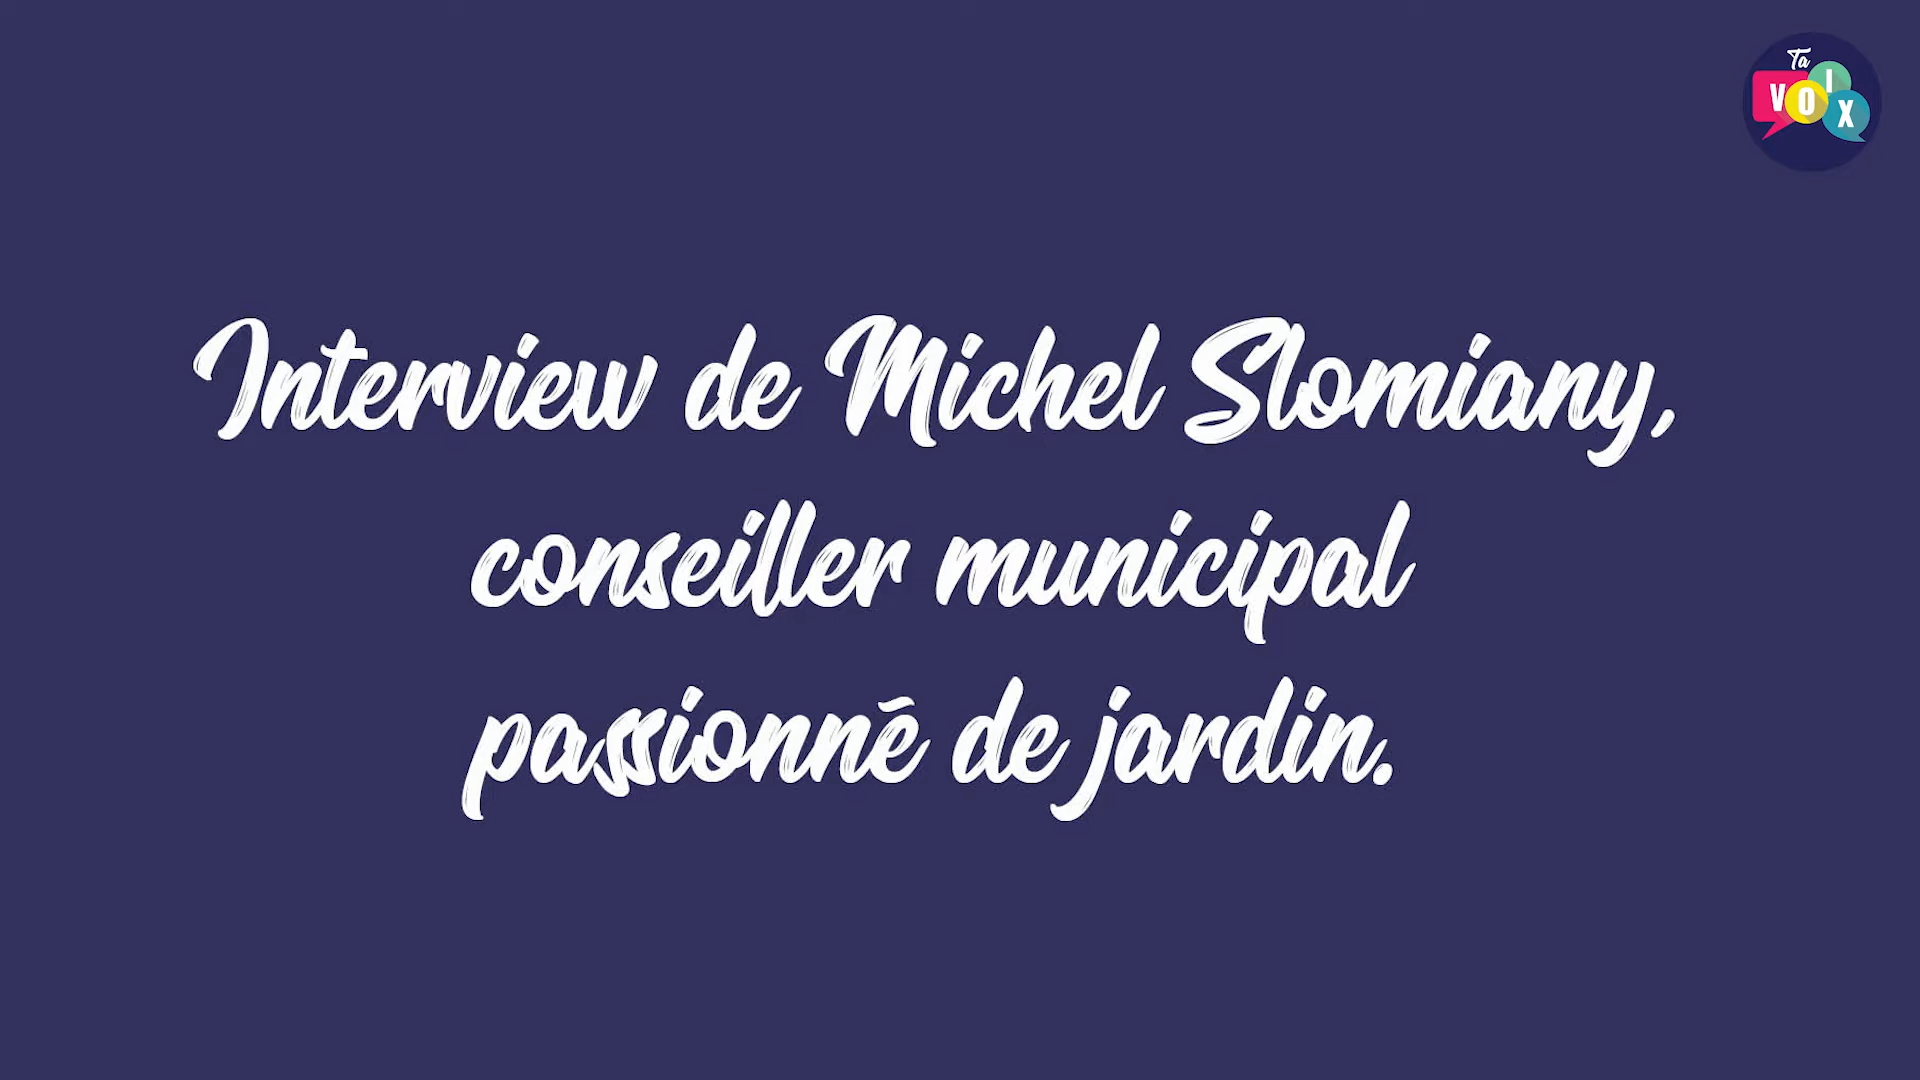 Ta
VOIX
Interview de Michel Slomiany,
conseiller municipal
passionné de jardin.